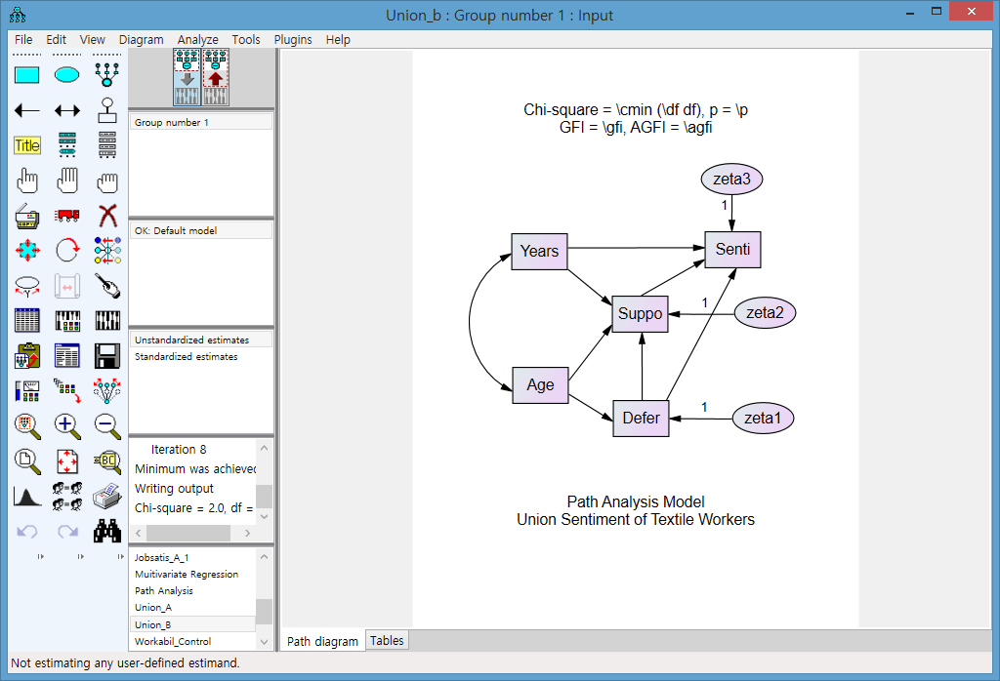 Union_b : Group number 1 : Input
File Edit View Diagram Analyze Tools Plugins Help
Title
Group number 1
OK: Default model
Unstandardized estimates
Standardized estimates
Iteration 8
Minimum was achieved
Writing output
Chi-square = 2.0, df =
Jobsatis_A_1
Muitivariate Regression
Path Analysis
Union_A
Union_B
Workabil_Control
Chi-square = \cmin (\df df), p = \p
GFI = \gfi, AGFI = \agfi
zeta3
1
Years
Senti
Suppo
1
zeta2
Age
Defer
1
zeta1
Path Analysis Model
Union Sentiment of Textile Workers
Path diagram
Tables
Not estimating any user-defined estimand.